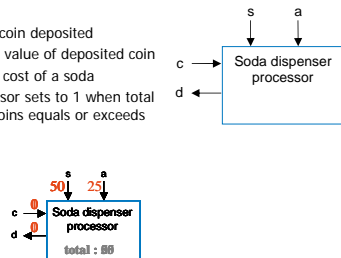 coin deposited
value of deposited coin
cost of a soda
sor sets to 1 when total
oins equals or exceeds
s a
c
d
Soda dispenser
processor
s a
50 25
c 0
d 0
Soda dispenser
processor
total :